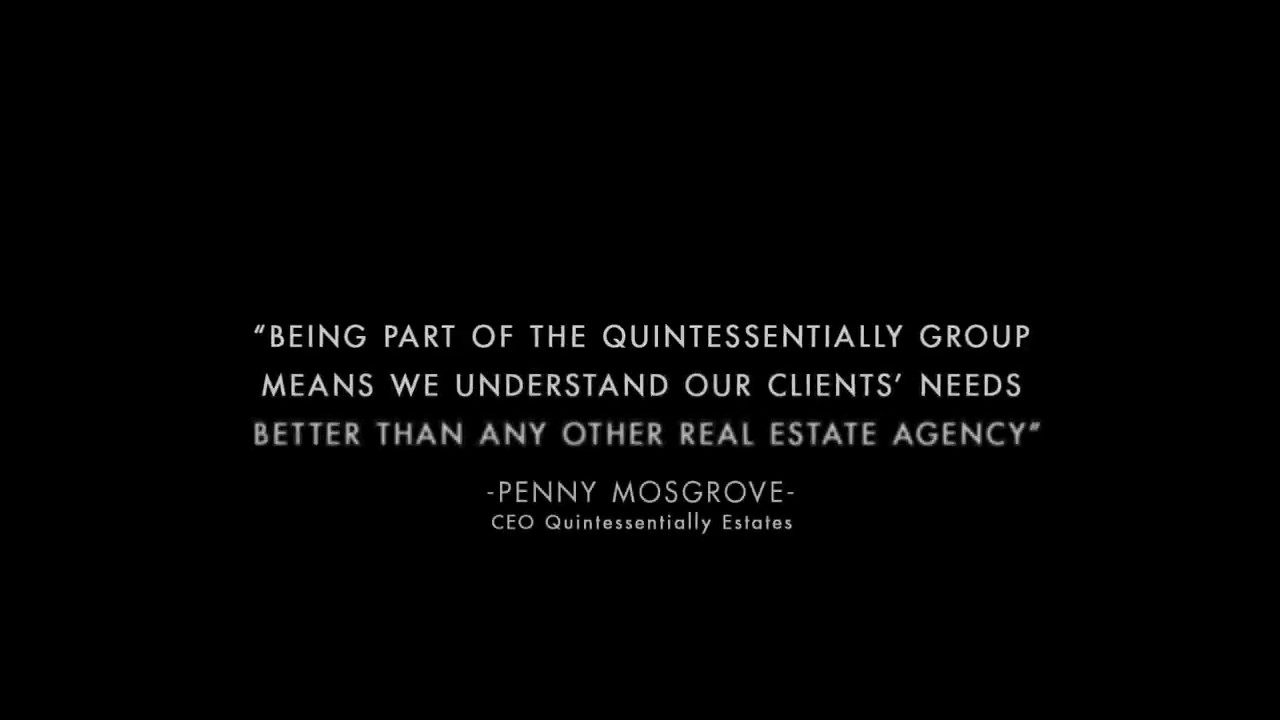 “BEING PART OF THE QUINTESSENTIALLY GROUP
MEANS WE UNDERSTAND OUR CLIENTS’ NEEDS
BETTER THAN ANY OTHER REAL ESTATE AGENCY”
-PENNY MOSGROVE-
CEO Quintessentially Estates